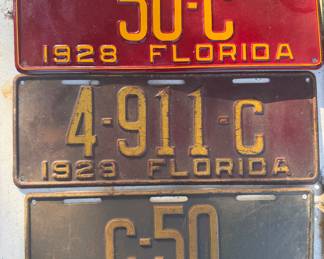 50-C
1928 FLORIDA
4-911-C
1929 FLORIDA
C-50